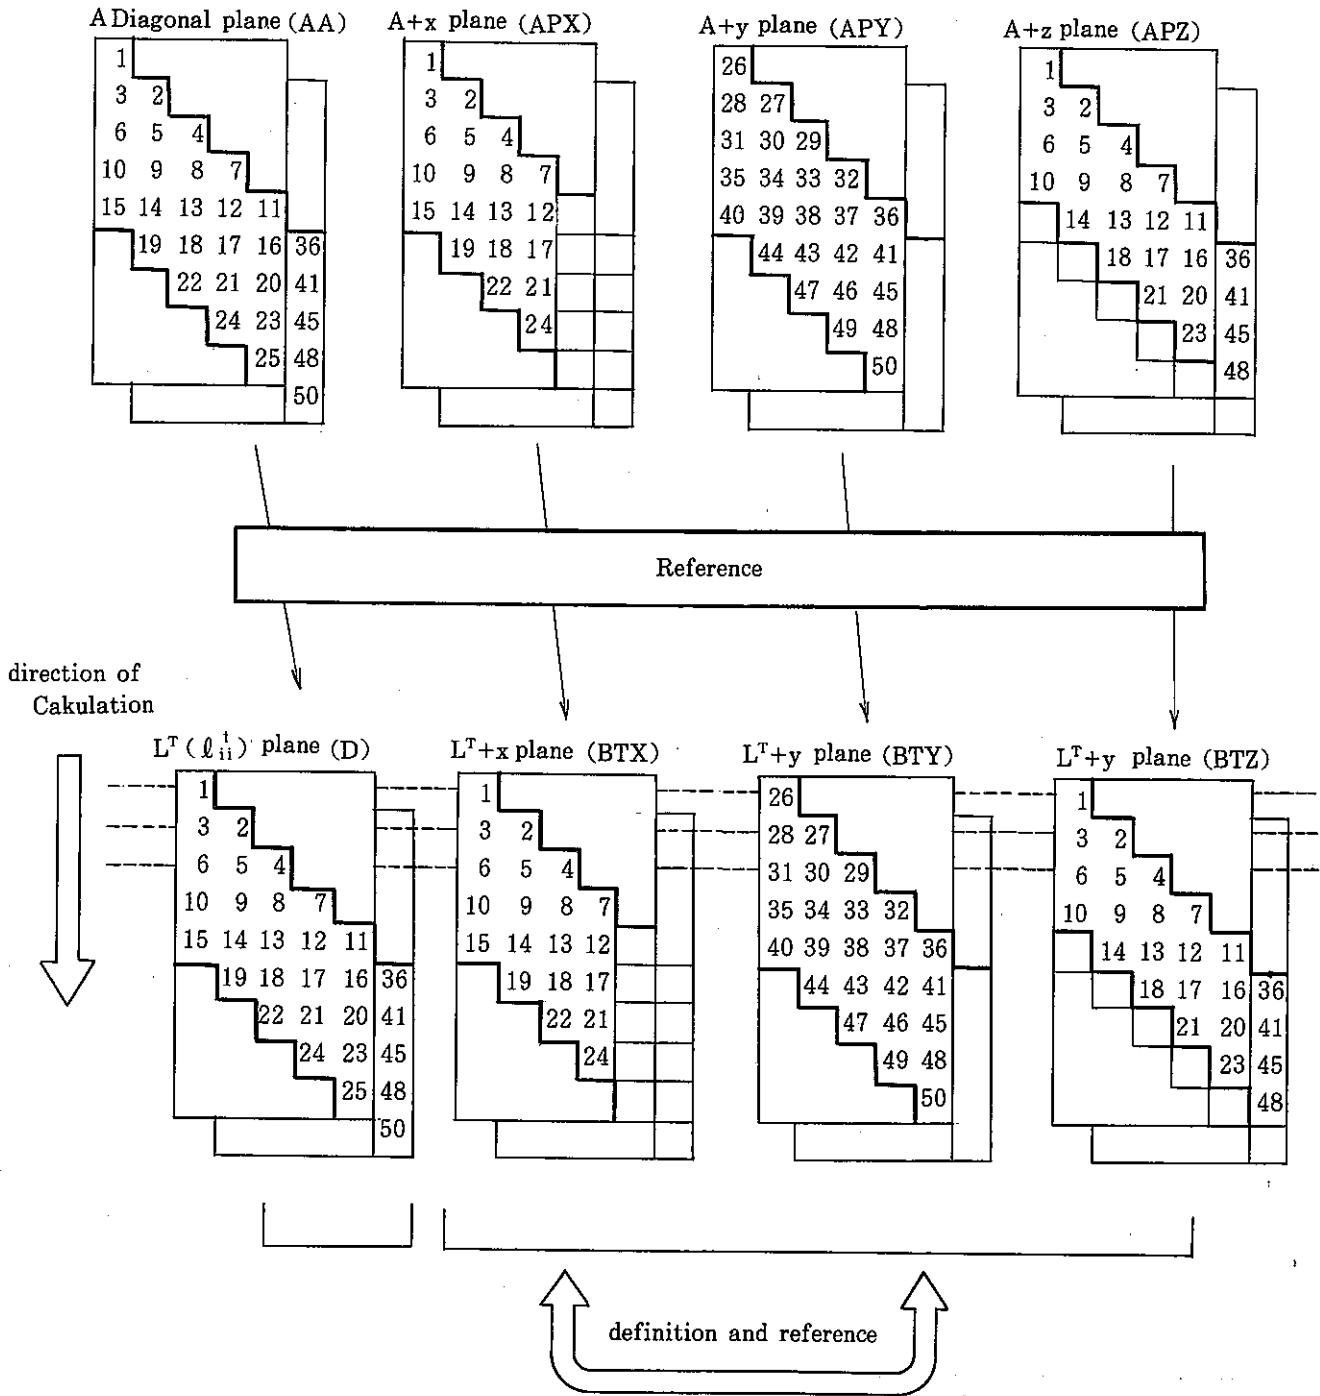 A Diagonal plane (AA) A+x plane (APX) A+y plane (APY) A+z plane (APZ)
1 1 26 1
3 2 3 2 28 27 3 2
6 5 4 6 5 4 31 30 29 6 5 4
10 9 8 7 10 9 8 7 35 34 33 32 10 9 8 7
15 14 13 12 11 15 14 13 12 40 39 38 37 36 14 13 12 11
19 18 17 16 36 19 18 17 44 43 42 41 18 17 16 36
22 21 20 41 22 21 47 46 45 21 20 41
24 23 45 24 49 48 23 45
25 48 50 48
50
Reference
direction of
Cakulation
Lᵀ (ℓ ᵗᵢᵢ) plane (D) Lᵀ+x plane (BTX) Lᵀ+y plane (BTY) Lᵀ+y plane (BTZ)
1 1 26 1
3 2 3 2 28 27 3 2
6 5 4 6 5 4 31 30 29 6 5 4
10 9 8 7 10 9 8 7 35 34 33 32 10 9 8 7
15 14 13 12 11 15 14 13 12 40 39 38 37 36 14 13 12 11
19 18 17 16 36 19 18 17 44 43 42 41 18 17 16 36
22 21 20 41 22 21 47 46 45 21 20 41
24 23 45 24 49 48 23 45
25 48 50 48
50
definition and reference